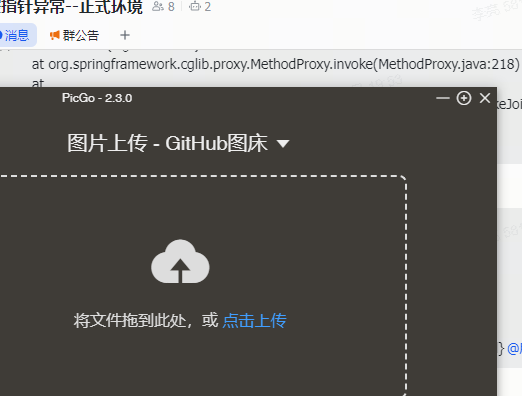 指针异常--正式环境 8 2
消息 群公告 +
at org.springframework.cglib.proxy.MethodProxy.invoke(MethodProxy.java:218)
at
PicGo - 2.3.0
图片上传 - GitHub图床
将文件拖到此处，或 点击上传
} @